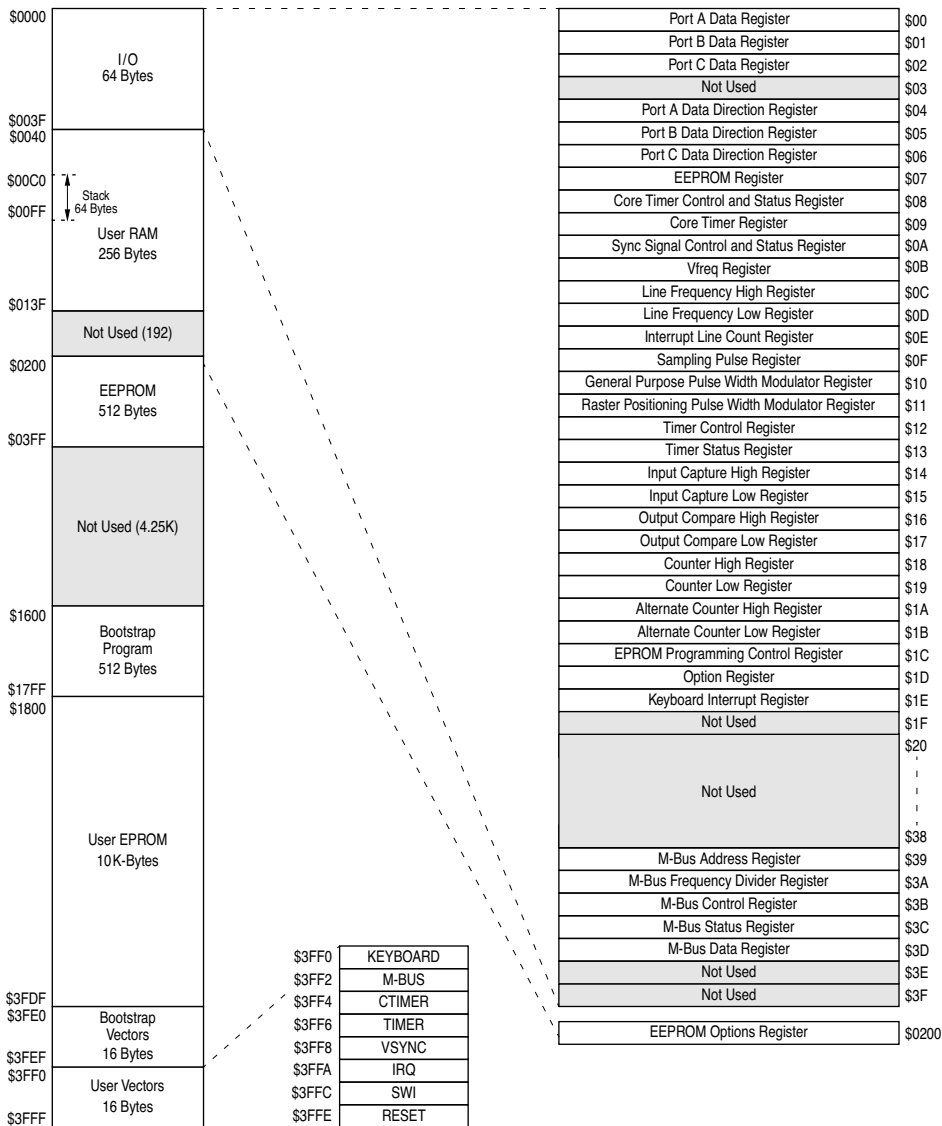 $0000
I/O
64 Bytes
$003F
$0040
$00C0
Stack
64 Bytes
$00FF
User RAM
256 Bytes
$013F
Not Used (192)
$0200
EEPROM
512 Bytes
$03FF
Not Used (4.25K)
$1600
Bootstrap
Program
512 Bytes
$17FF
$1800
User EPROM
10K-Bytes
$3FDF
$3FE0
Bootstrap
Vectors
16 Bytes
$3FEF
$3FF0
User Vectors
16 Bytes
$3FFF
$3FF0 KEYBOARD
$3FF2 M-BUS
$3FF4 CTIMER
$3FF6 TIMER
$3FF8 VSYNC
$3FFA IRQ
$3FFC SWI
$3FFE RESET
Port A Data Register $00
Port B Data Register $01
Port C Data Register $02
Not Used $03
Port A Data Direction Register $04
Port B Data Direction Register $05
Port C Data Direction Register $06
EEPROM Register $07
Core Timer Control and Status Register $08
Core Timer Register $09
Sync Signal Control and Status Register $0A
Vfreq Register $0B
Line Frequency High Register $0C
Line Frequency Low Register $0D
Interrupt Line Count Register $0E
Sampling Pulse Register $0F
General Purpose Pulse Width Modulator Register $10
Raster Positioning Pulse Width Modulator Register $11
Timer Control Register $12
Timer Status Register $13
Input Capture High Register $14
Input Capture Low Register $15
Output Compare High Register $16
Output Compare Low Register $17
Counter High Register $18
Counter Low Register $19
Alternate Counter High Register $1A
Alternate Counter Low Register $1B
EPROM Programming Control Register $1C
Option Register $1D
Keyboard Interrupt Register $1E
Not Used $1F
$20
Not Used
$38
M-Bus Address Register $39
M-Bus Frequency Divider Register $3A
M-Bus Control Register $3B
M-Bus Status Register $3C
M-Bus Data Register $3D
Not Used $3E
Not Used $3F
EEPROM Options Register $0200